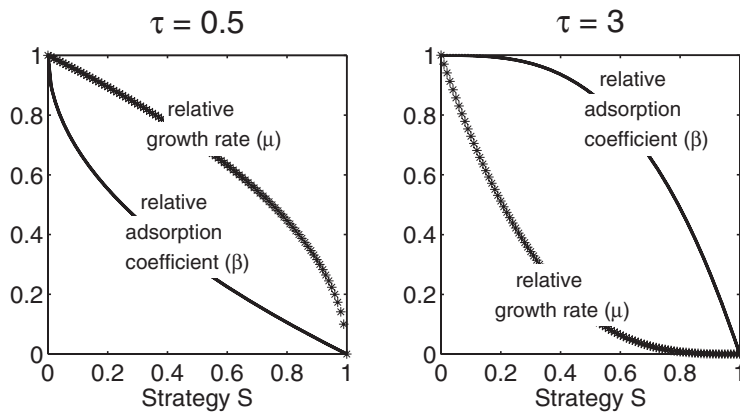 τ = 0.5
1
0.8
0.6
0.4
0.2
0
relative
growth rate (μ)
relative
adsorption
coefficient (β)
0 0.2 0.4 0.6 0.8 1
Strategy S
τ = 3
1
0.8
0.6
0.4
0.2
0
relative
adsorption
coefficient (β)
relative
growth rate (μ)
0 0.2 0.4 0.6 0.8 1
Strategy S